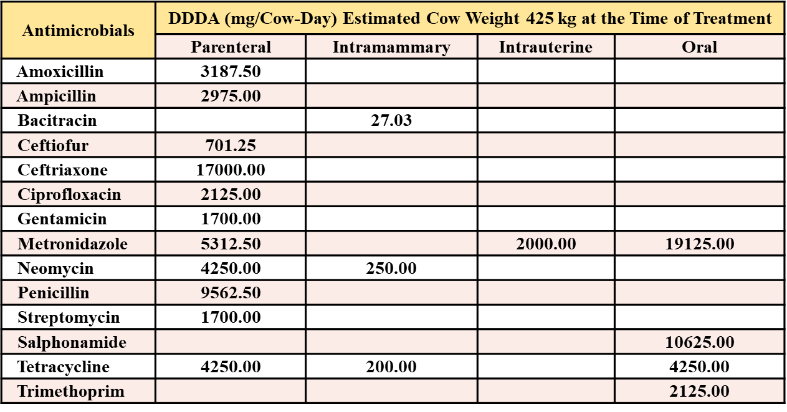 Antimicrobials
DDDA (mg/Cow-Day) Estimated Cow Weight 425 kg at the Time of Treatment
Parenteral Intramammary Intrauterine Oral
Amoxicillin 3187.50
Ampicillin 2975.00
Bacitracin 27.03
Ceftiofur 701.25
Ceftriaxone 17000.00
Ciprofloxacin 2125.00
Gentamicin 1700.00
Metronidazole 5312.50 2000.00 19125.00
Neomycin 4250.00 250.00
Penicillin 9562.50
Streptomycin 1700.00
Salphonamide 10625.00
Tetracycline 4250.00 200.00 4250.00
Trimethoprim 2125.00